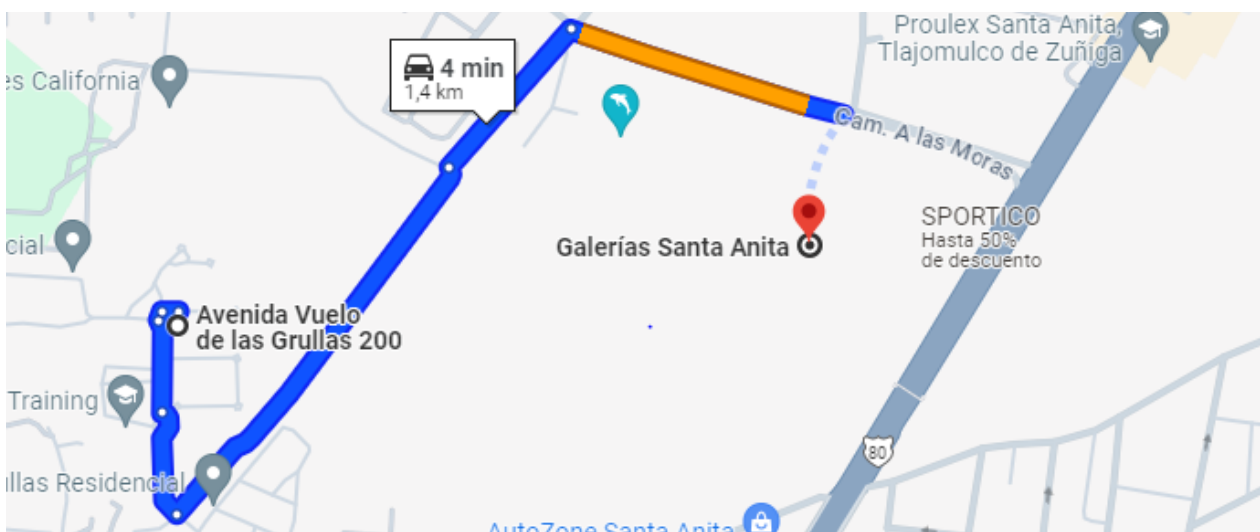 Proulex Santa Anita,
Tlajomulco de Zuñiga
es California
4 min
1,4 km
Cam. A las Moras
SPORTICO
Hasta 50%
de descuento
cial
Galerías Santa Anita
Avenida Vuelo
de las Grullas 200
Training
80
ullas Residencial
AutoZone Santa Anita